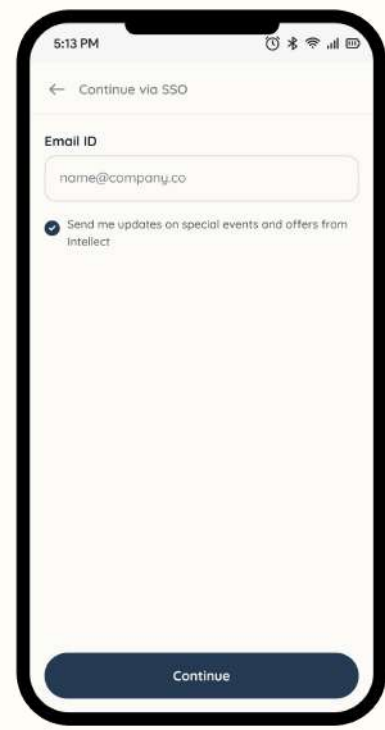 5:13 PM
Continue via SSO
Email ID
name@company.co
Send me updates on special events and offers from
Intellect
Continue